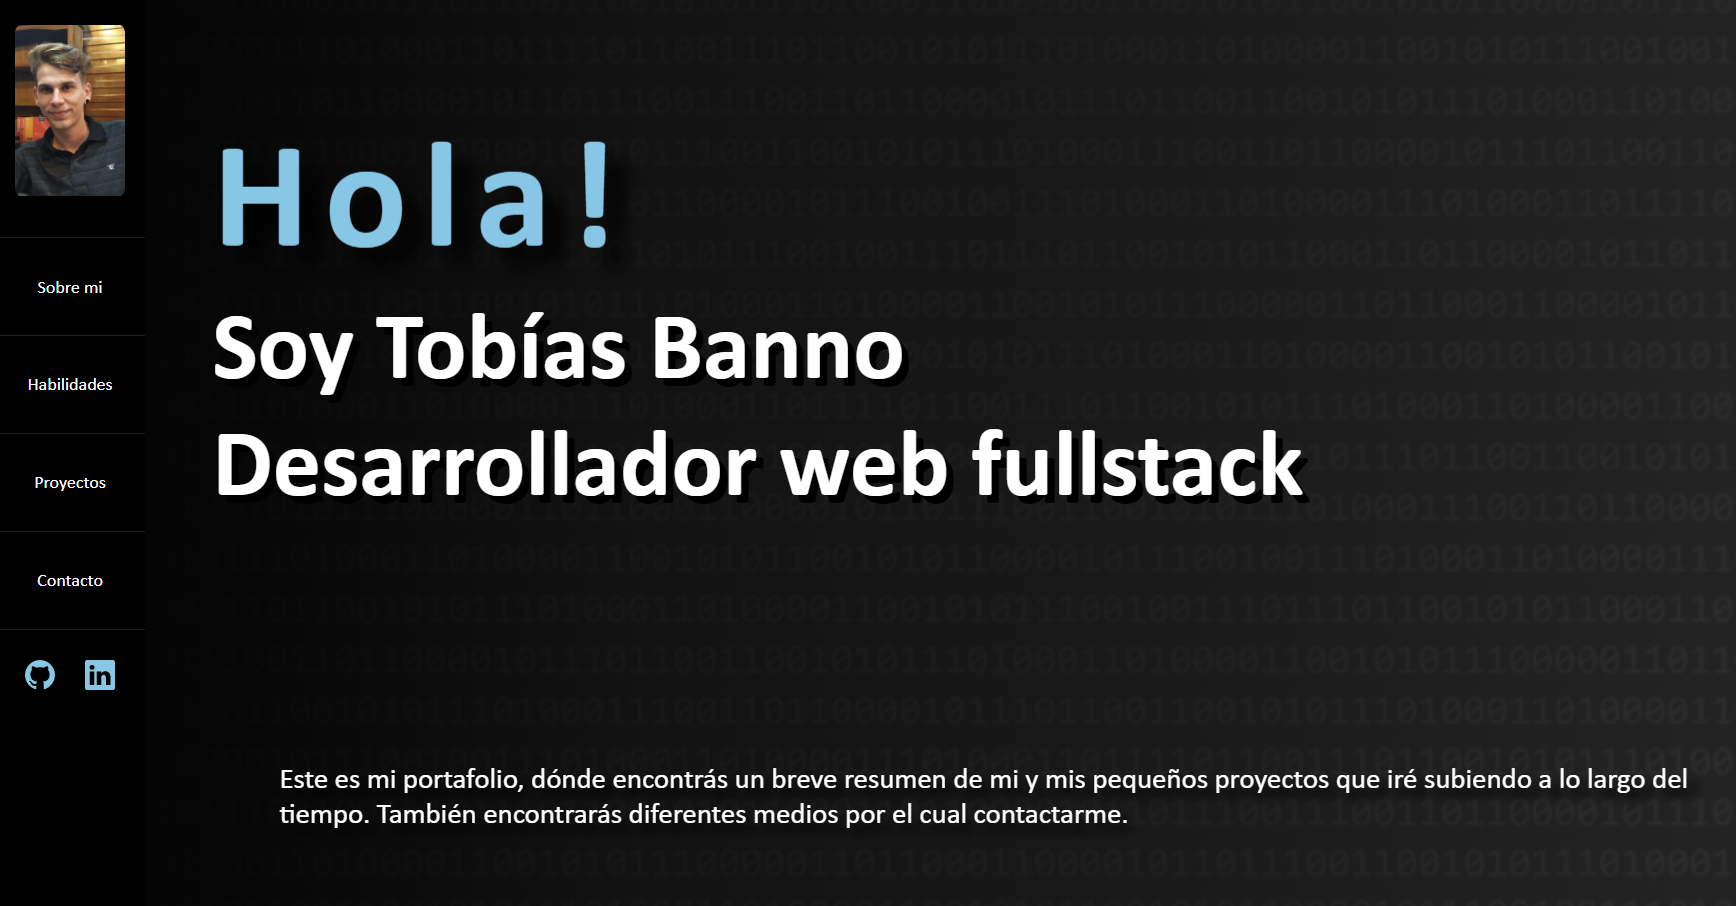 Sobre mi
Habilidades
Proyectos
Contacto
in
Hola!
Soy Tobías Banno
Desarrollador web fullstack
Este es mi portafolio, dónde encontrás un breve resumen de mi y mis pequeños proyectos que iré subiendo a lo largo del
tiempo. También encontrarás diferentes medios por el cual contactarme.